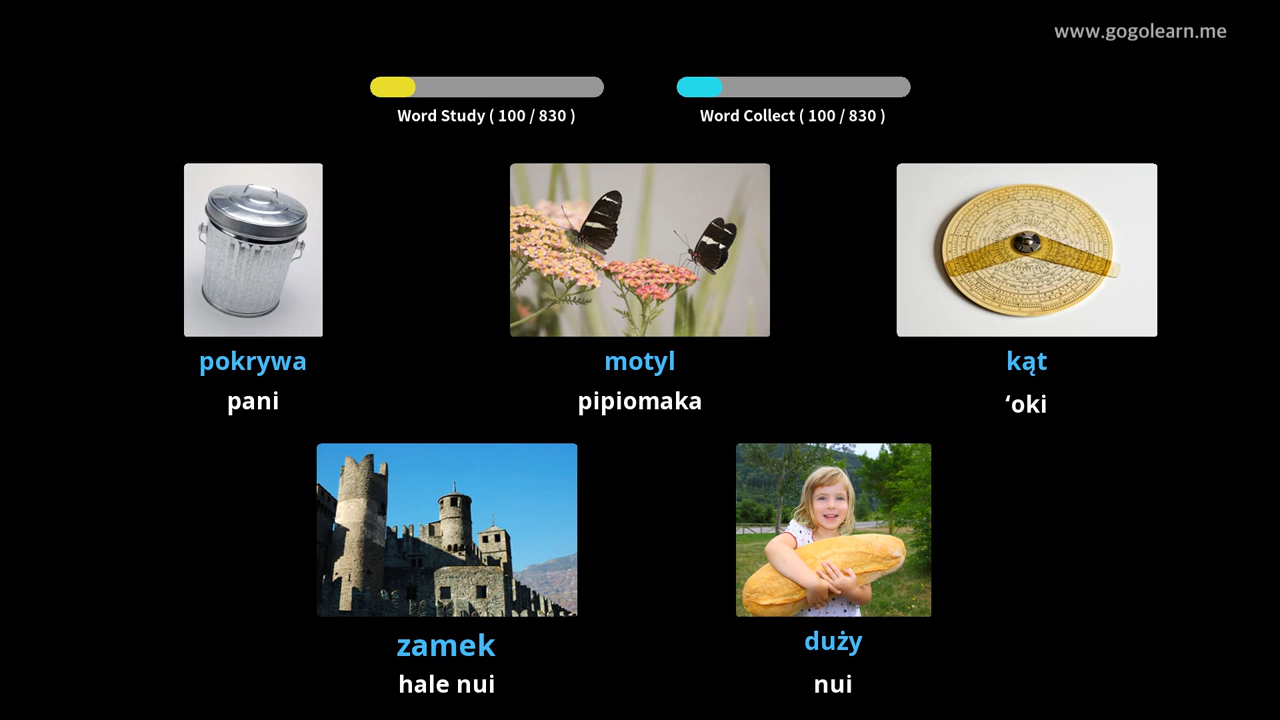 www.gogolearn.me
Word Study ( 100 / 830 )
Word Collect ( 100 / 830 )
pokrywa
pani
motyl
pipiomaka
kąt
ʻoki
zamek
hale nui
duży
nui